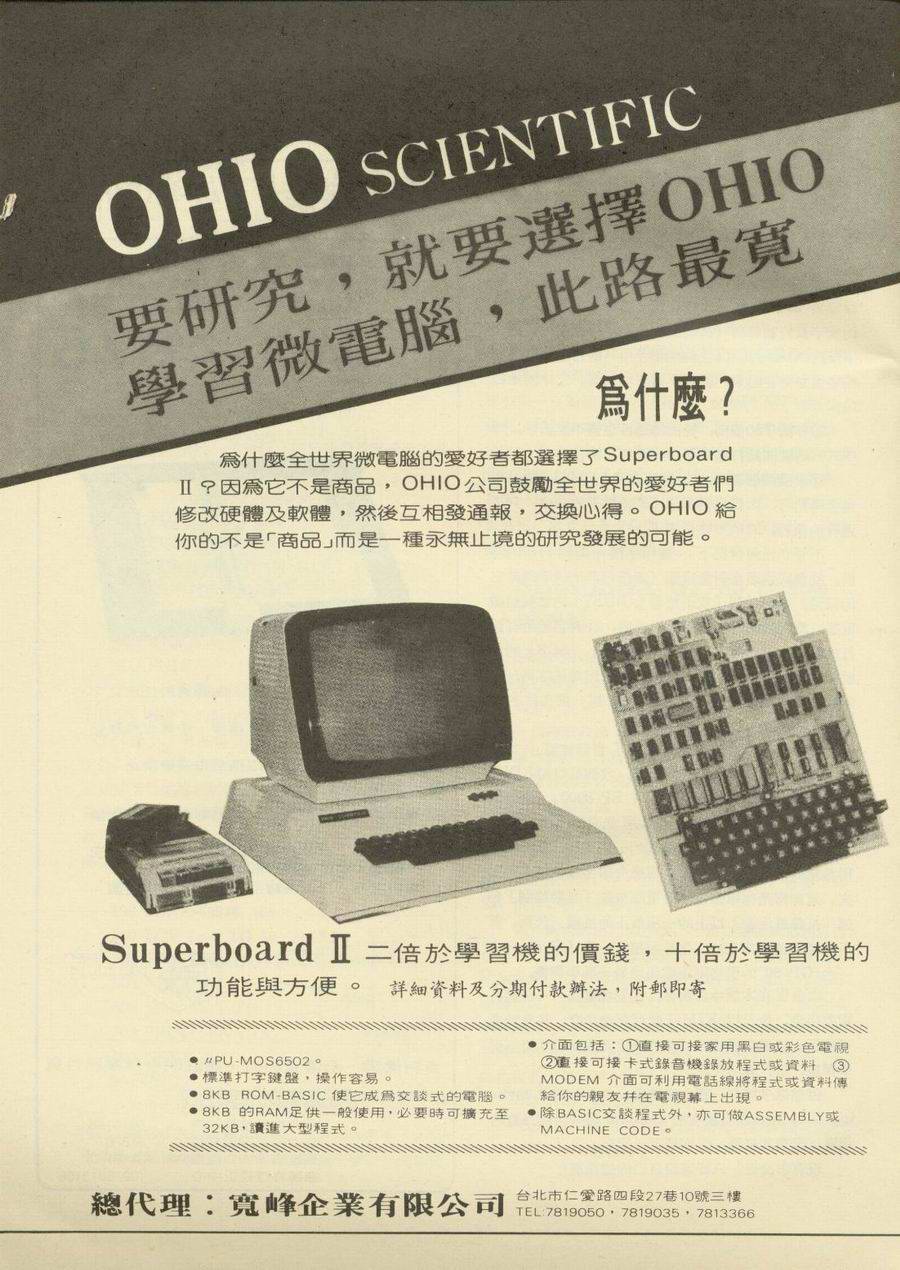 OHIO SCIENTIFIC
要研究，就要選擇OHIO
學習微電腦，此路最寬
爲什麼？
爲什麼全世界微電腦的愛好者都選擇了Superboard
Ⅱ？因爲它不是商品，OHIO公司鼓勵全世界的愛好者們
修改硬體及軟體，然後互相發通報，交換心得。OHIO給
你的不是「商品」而是一種永無止境的研究發展的可能。
Superboard Ⅱ 二倍於學習機的價錢，十倍於學習機的
功能與方便。 詳細資料及分期付款辦法，附郵即寄
●μPU-MOS6502。
●標準打字鍵盤，操作容易。
●8KB ROM-BASIC 使它成爲交談式的電腦。
●8KB 的RAM足供一般使用，必要時可擴充至
32KB，讀進大型程式。
●介面包括：①直接可接家用黑白或彩色電視
②直接可接卡式錄音機錄放程式或資料 ③
MODEM 介面可利用電話線將程式或資料傳
給你的親友幷在電視幕上出現。
●除BASIC交談程式外，亦可做ASSEMBLY或
MACHINE CODE。
總代理：寬峰企業有限公司
台北市仁愛路四段27巷10號三樓
TEL:7819050，7819035，7813366